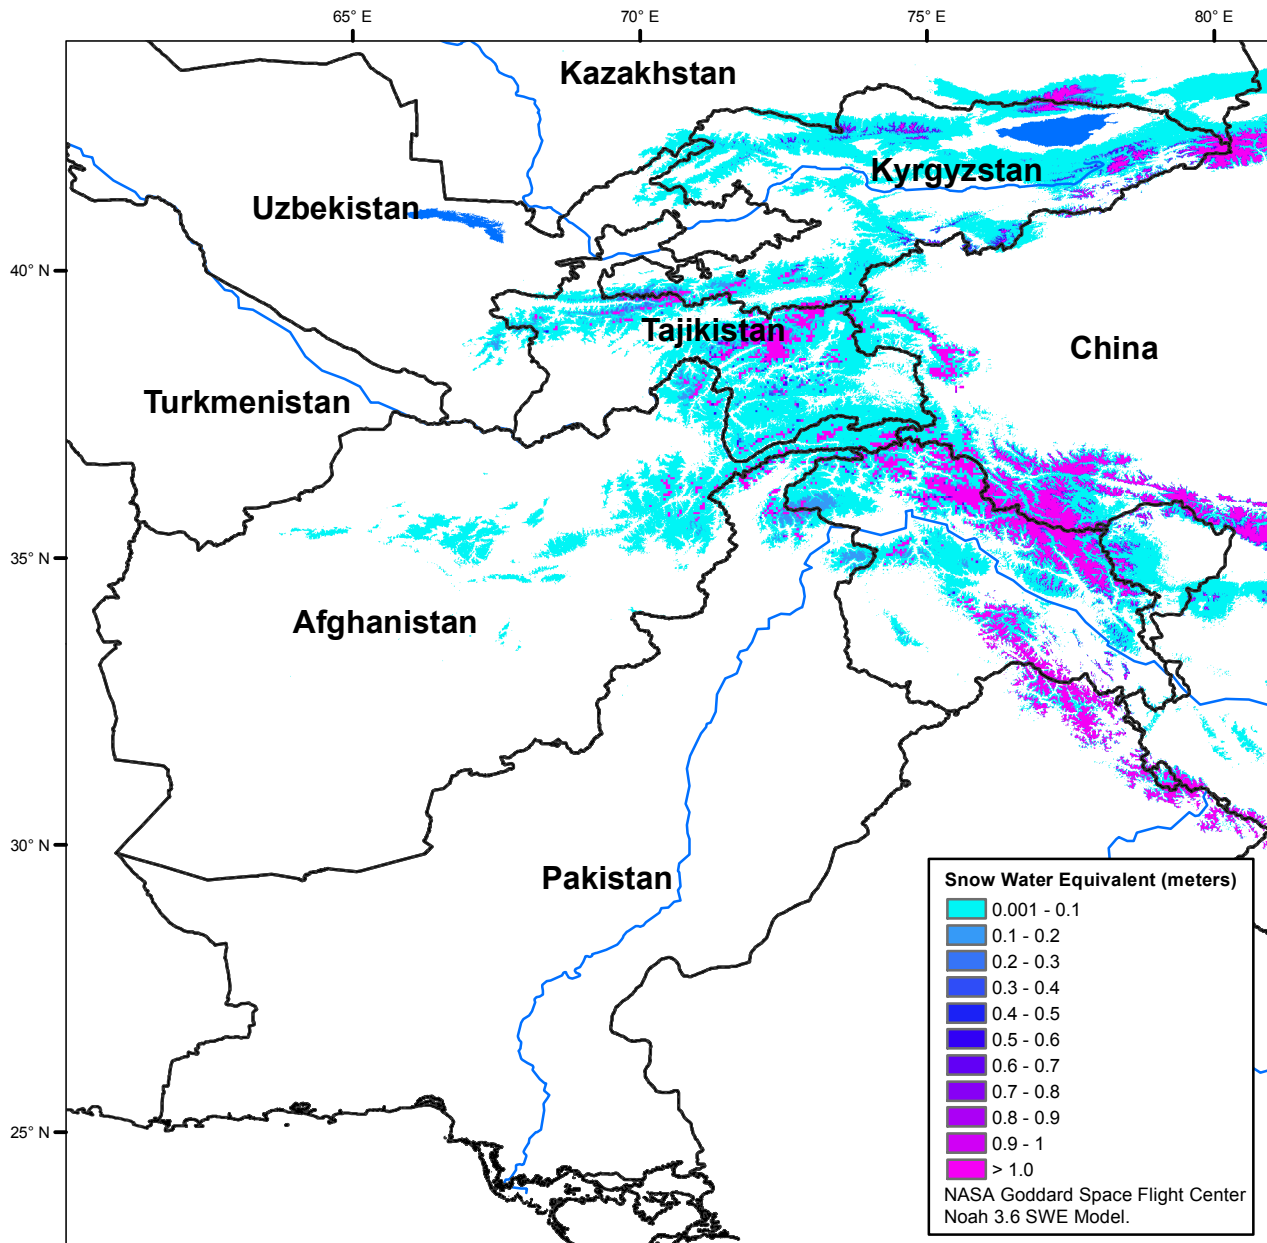 65° E
70° E
75° E
80° E
Kazakhstan
Kyrgyzstan
Uzbekistan
40° N
Tajikistan
China
Turkmenistan
35° N
Afghanistan
30° N
Pakistan
25° N
Snow Water Equivalent (meters)
0.001 - 0.1
0.1 - 0.2
0.2 - 0.3
0.3 - 0.4
0.4 - 0.5
0.5 - 0.6
0.6 - 0.7
0.7 - 0.8
0.8 - 0.9
0.9 - 1
> 1.0
NASA Goddard Space Flight Center
Noah 3.6 SWE Model.